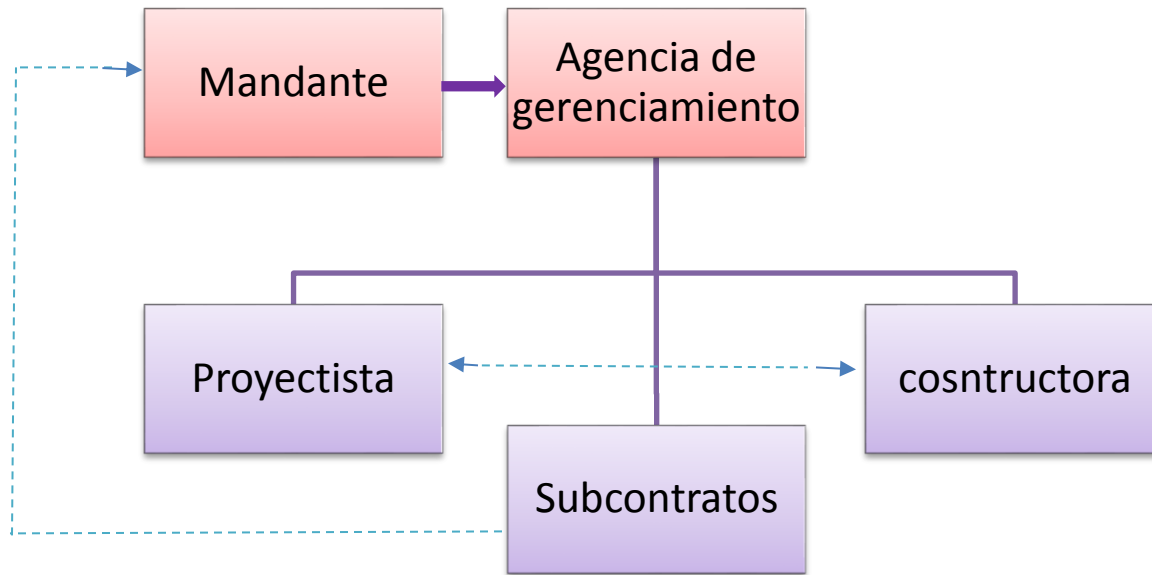 Mandante
Agencia de
gerenciamiento
Proyectista
cosntructora
Subcontratos